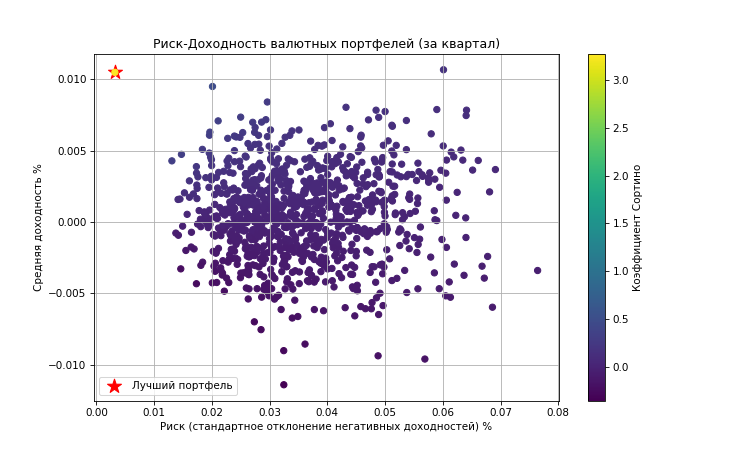 Риск-Доходность валютных портфелей (за квартал)
0.010
0.005
0.000
−0.005
−0.010
Средняя доходность %
Лучший портфель
0.00 0.01 0.02 0.03 0.04 0.05 0.06 0.07 0.08
Риск (стандартное отклонение негативных доходностей) %
3.0
2.5
2.0
1.5
1.0
0.5
0.0
Коэффициент Сортино